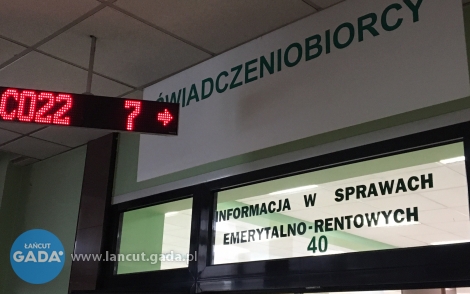 ŚWIADCZENIOBIORCY
C022 7 →
INFORMACJA W SPRAWACH
EMERYTALNO-RENTOWYCH
40
ŁAŃCUT
GADA
www.lancut.gada.pl